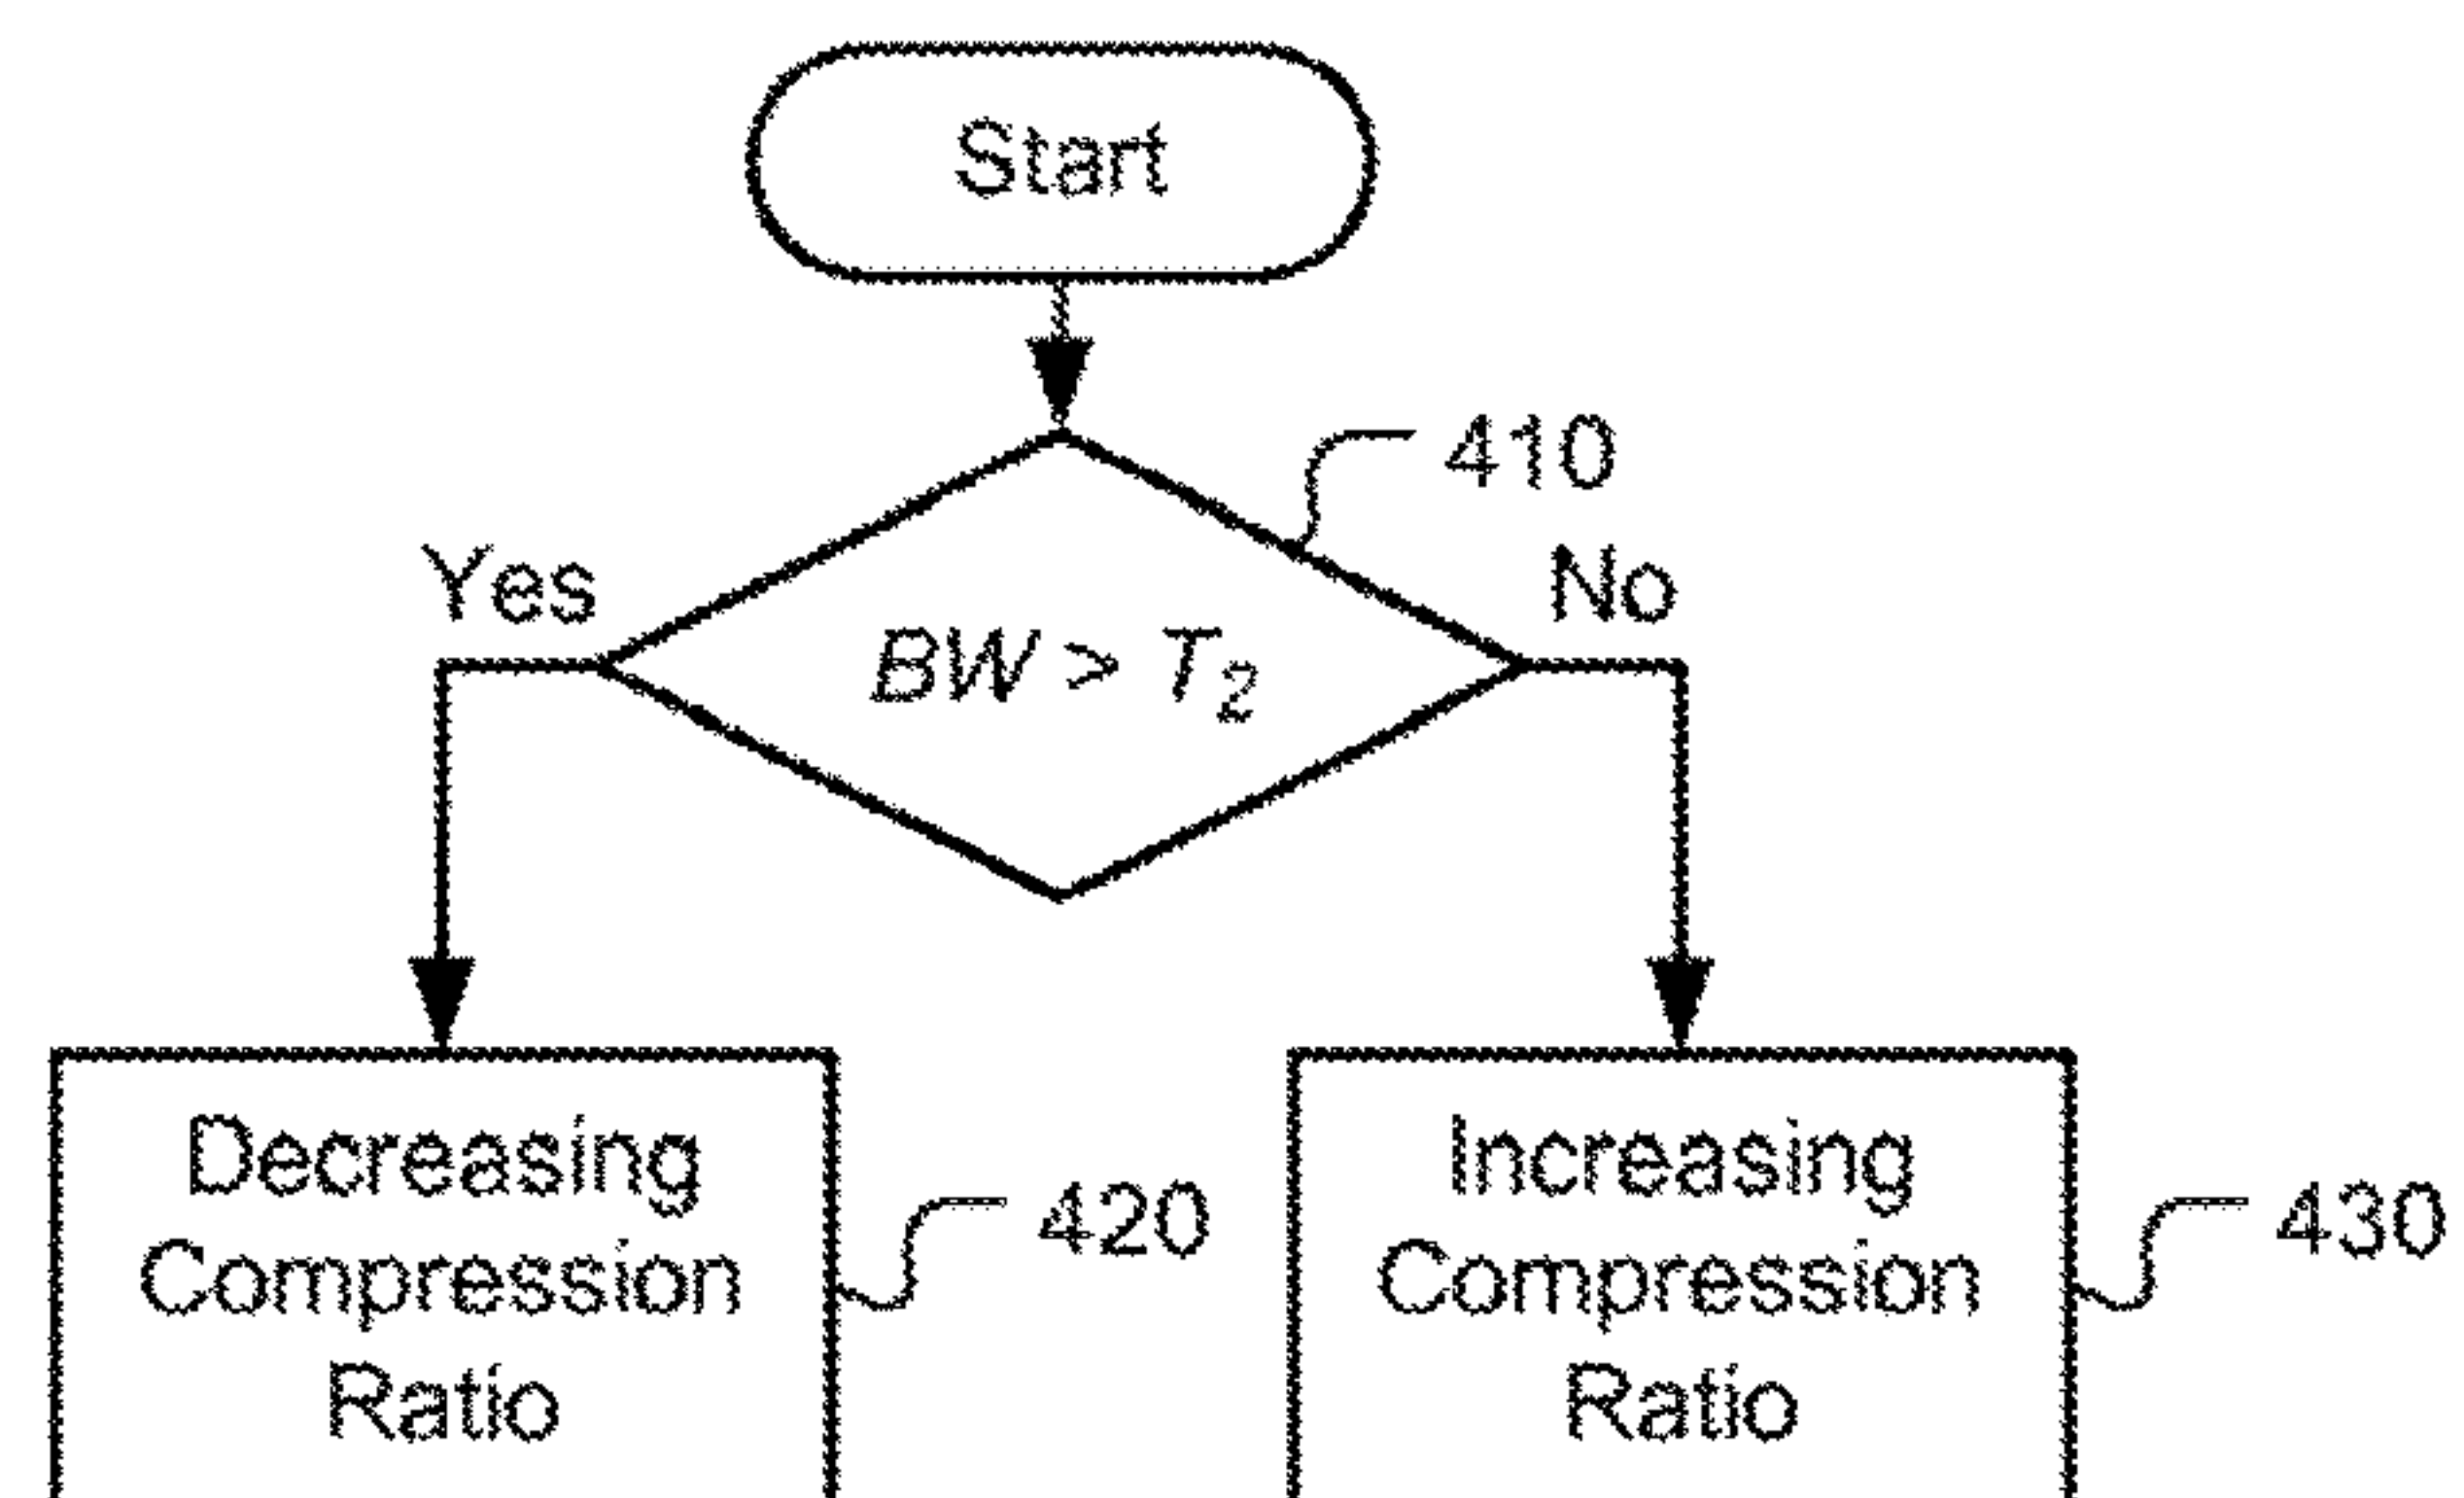 Start
410
Yes
No
BW > T₂
Decreasing
Compression
Ratio
420
Increasing
Compression
Ratio
430